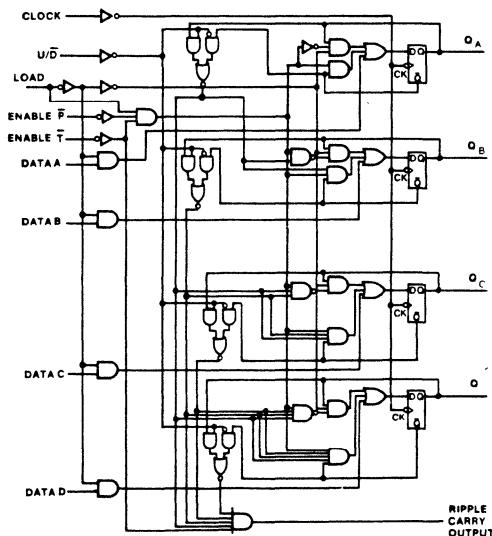 CLOCK
Q A
U/D̅
LOAD
CK
ENABLE P̅
ENABLE T̅
Q B
DATA A
DATA B
CK
Q C
CK
DATA C
Q
CK
DATA D
RIPPLE
CARRY
OUTPUT